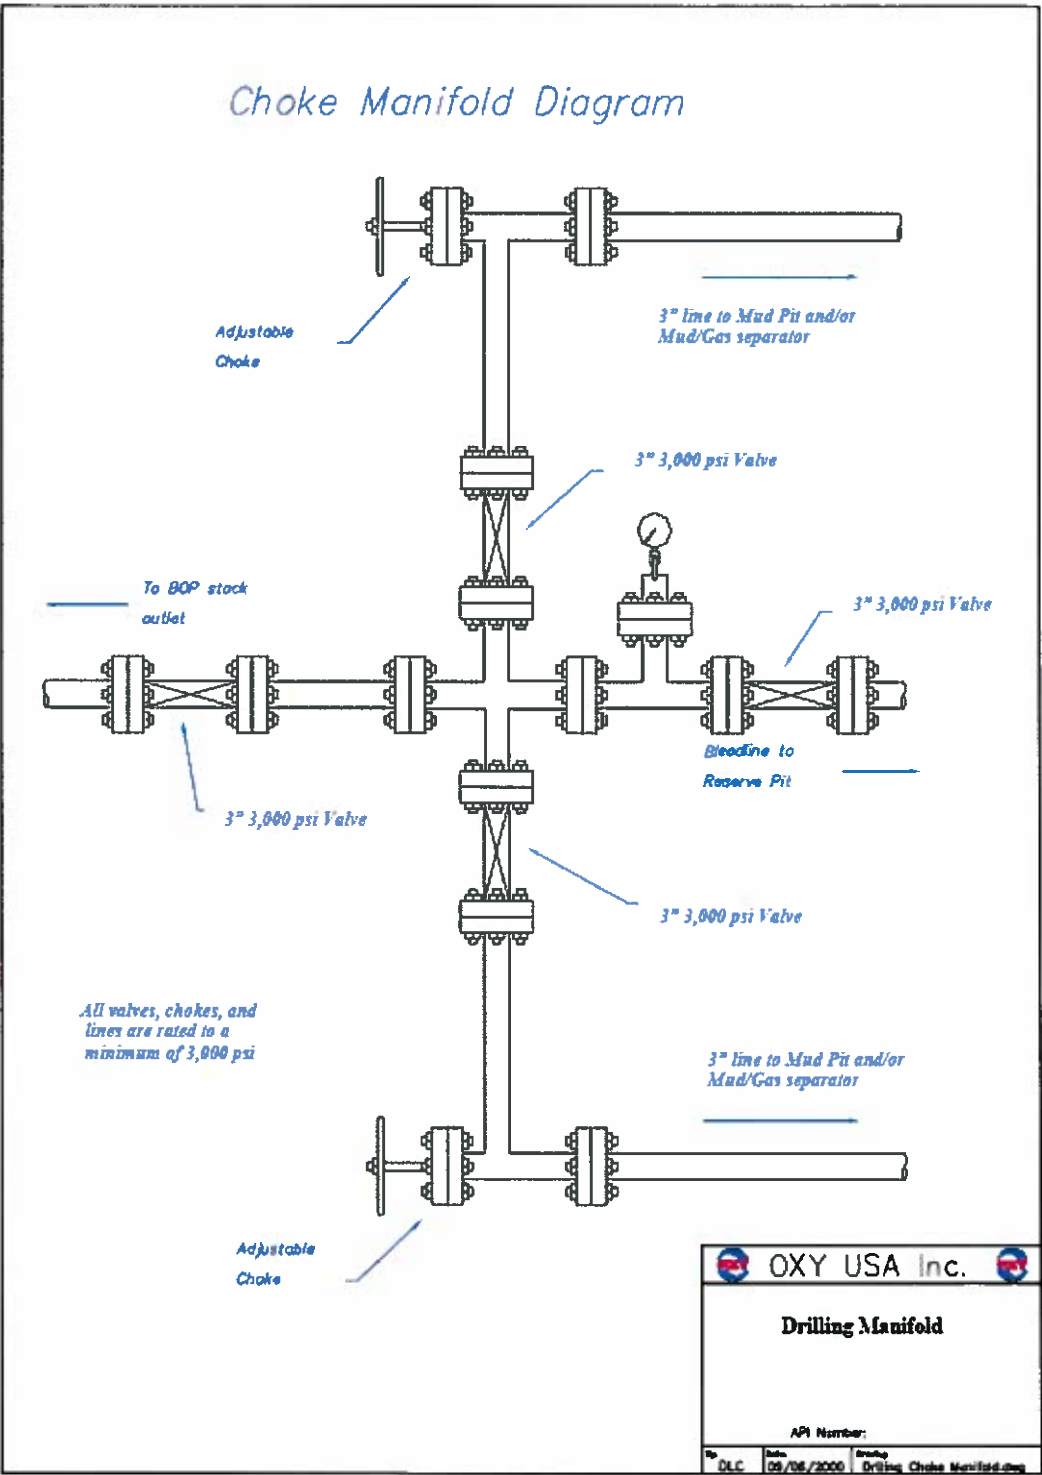 Choke Manifold Diagram
Adjustable
Choke
3" line to Mud Pit and/or
Mud/Gas separator
3" 3,000 psi Valve
To BOP stack
outlet
3" 3,000 psi Valve
Bleedline to
Reserve Pit
3" 3,000 psi Valve
3" 3,000 psi Valve
All valves, chokes, and
lines are rated to a
minimum of 3,000 psi
3" line to Mud Pit and/or
Mud/Gas separator
Adjustable
Choke
OXY USA Inc.
Drilling Manifold
API Number:
DLC
Drilling Choke Manifold.dwg